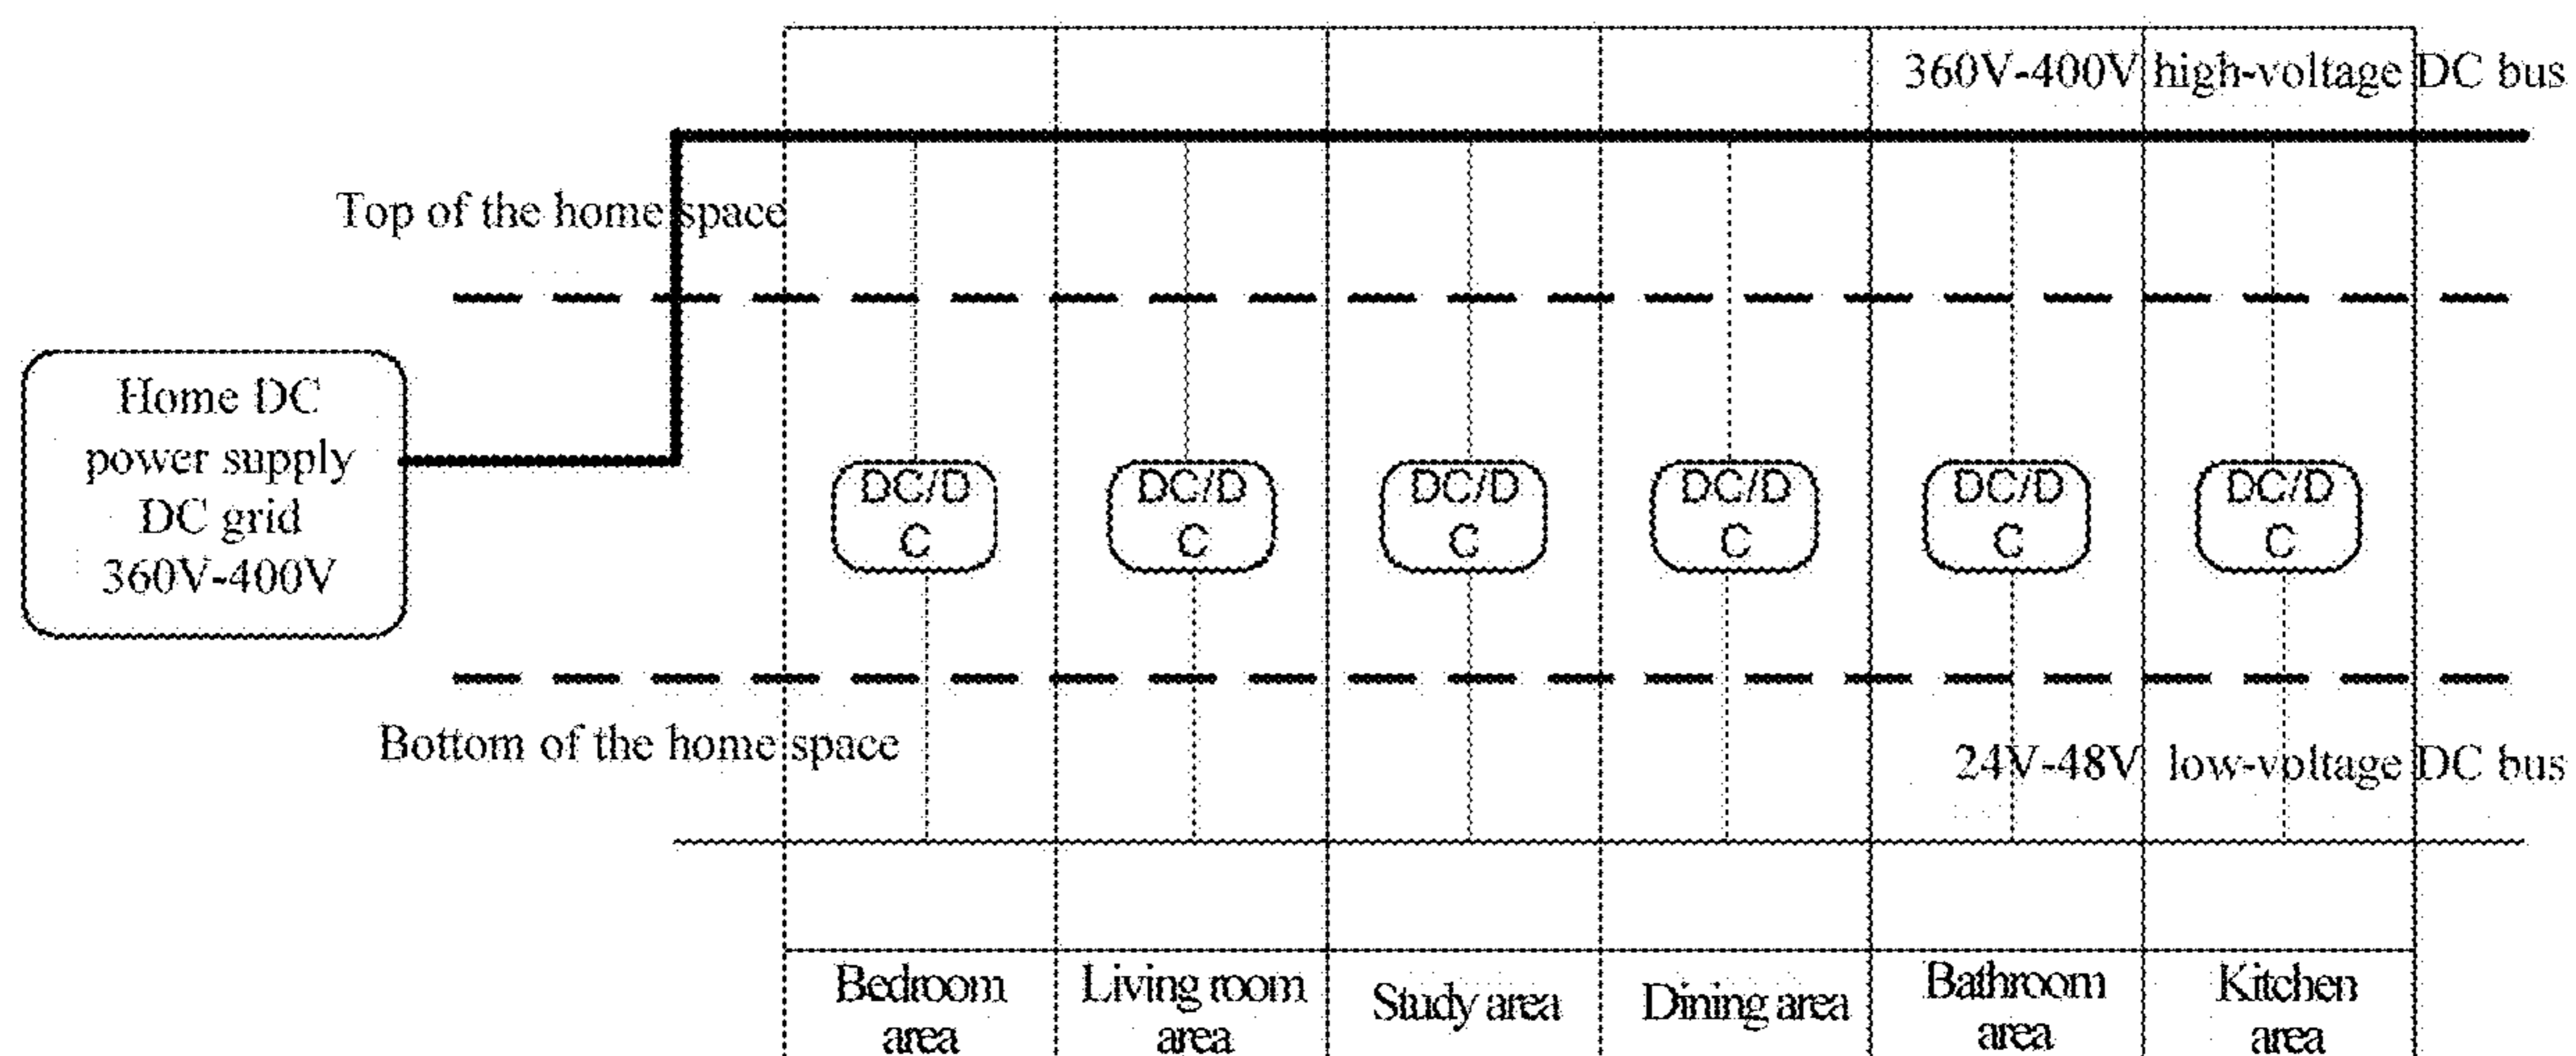 360V-400V high-voltage DC bus
Top of the home space
Home DC
power supply
DC grid
360V-400V
DC/D
C
DC/D
C
DC/D
C
DC/D
C
DC/D
C
DC/D
C
Bottom of the home space
24V-48V low-voltage DC bus
Bedroom
area
Living room
area
Study area
Dining area
Bathroom
area
Kitchen
area